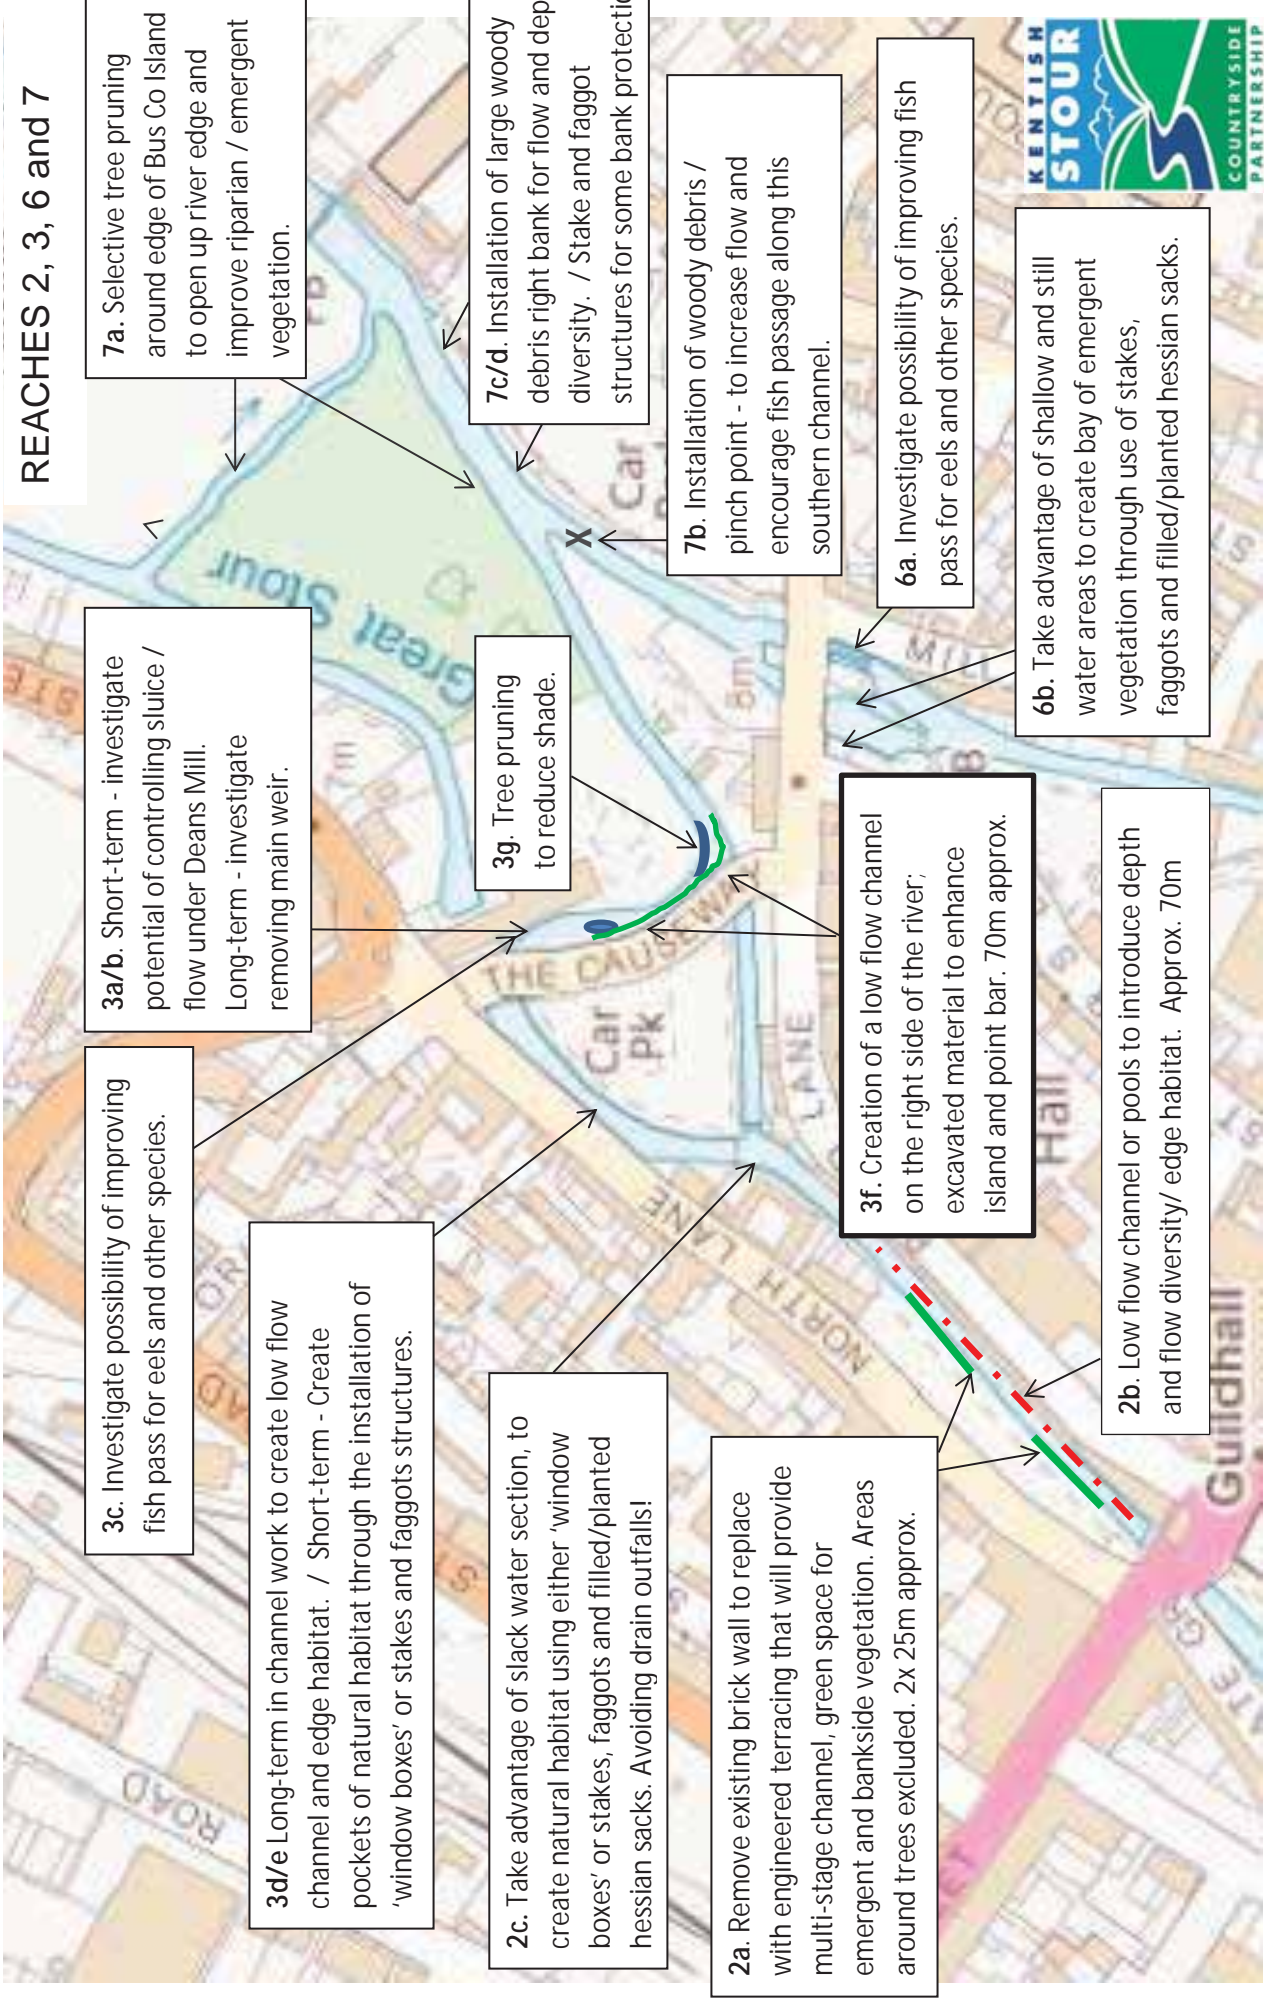 REACHES 2, 3, 6 and 7
3c. Investigate possibility of improving
fish pass for eels and other species.
3a/b. Short-term - investigate
potential of controlling sluice /
flow under Deans Mill.
Long-term - investigate
removing main weir.
7a. Selective tree pruning
around edge of Bus Co Island
to open up river edge and
improve riparian / emergent
vegetation.
3d/e Long-term in channel work to create low flow
channel and edge habitat. / Short-term - Create
pockets of natural habitat through the installation of
'window boxes' or stakes and faggots structures.
3g. Tree pruning
to reduce shade.
7c/d. Installation of large woody
debris right bank for flow and dep
diversity. / Stake and faggot
structures for some bank protectio
2c. Take advantage of slack water section, to
create natural habitat using either 'window
boxes' or stakes, faggots and filled/planted
hessian sacks. Avoiding drain outfalls!
7b. Installation of woody debris /
pinch point - to increase flow and
encourage fish passage along this
southern channel.
2a. Remove existing brick wall to replace
with engineered terracing that will provide
multi-stage channel, green space for
emergent and bankside vegetation. Areas
around trees excluded. 2x 25m approx.
3f. Creation of a low flow channel
on the right side of the river;
excavated material to enhance
island and point bar. 70m approx.
6a. Investigate possibility of improving fish
pass for eels and other species.
2b. Low flow channel or pools to introduce depth
and flow diversity/ edge habitat. Approx. 70m
6b. Take advantage of shallow and still
water areas to create bay of emergent
vegetation through use of stakes,
faggots and filled/planted hessian sacks.
X
Great Stour
THE CAUSEWAY
Car
Pk
Car
NORTH LANE
LANE
ROAD
Hall
Guildhall
MILL
KENTISH
STOUR
COUNTRYSIDE
PARTNERSHIP